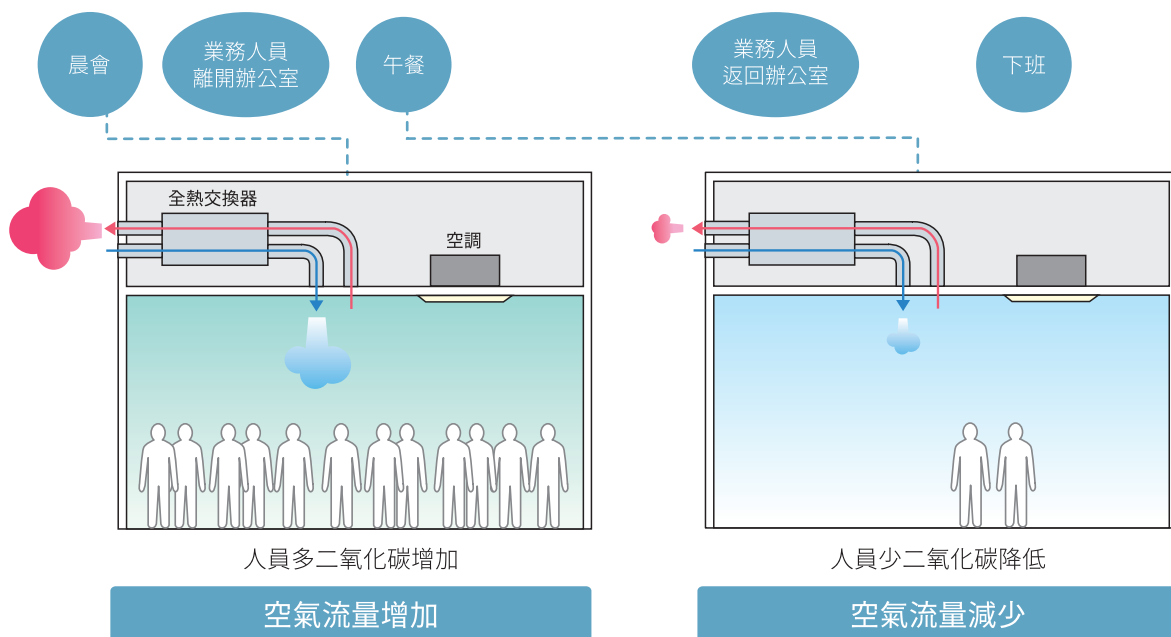 晨會
業務人員
離開辦公室
午餐
業務人員
返回辦公室
下班
全熱交換器
空調
人員多二氧化碳增加
空氣流量增加
人員少二氧化碳降低
空氣流量減少